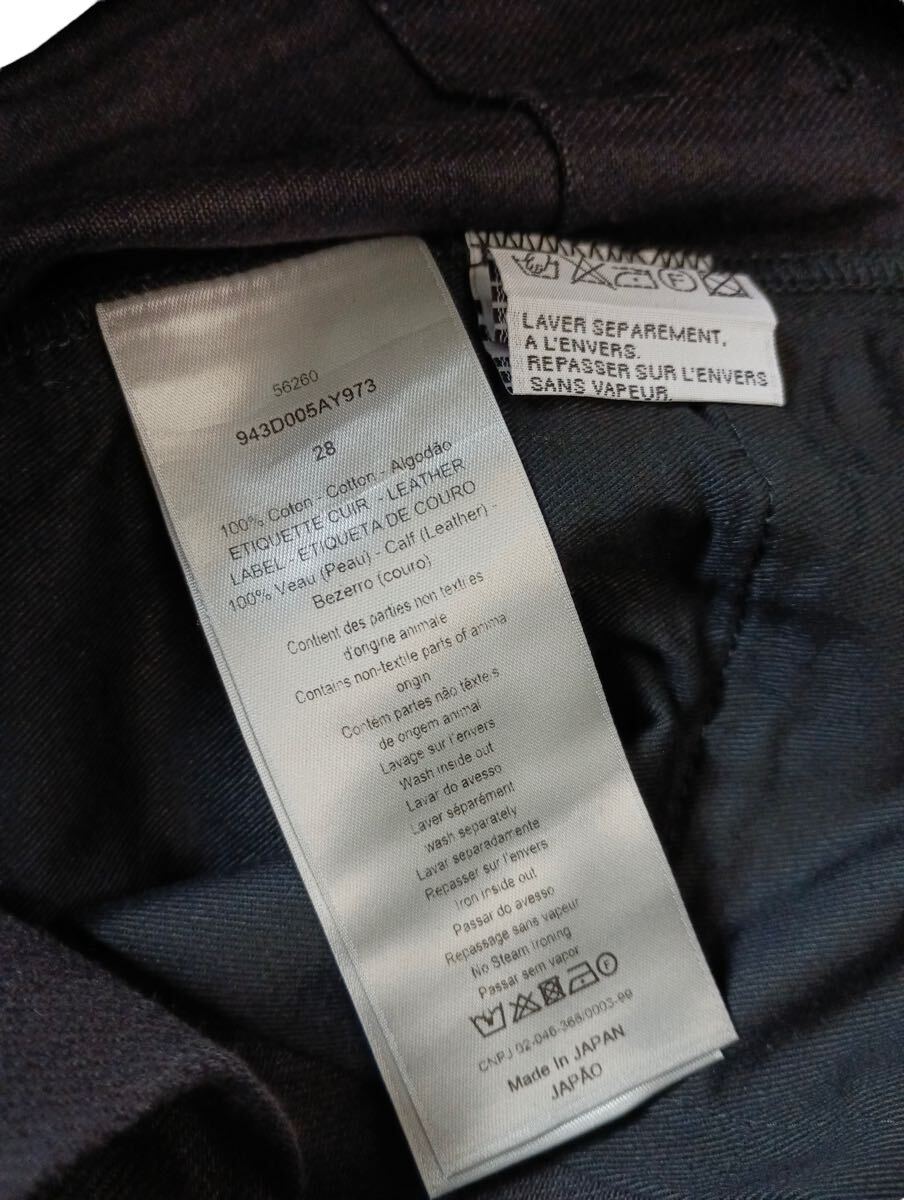 56260
943D005AY973
28
100% Coton - Cotton - Algodão
ETIQUETTE CUIR - LEATHER
LABEL - ETIQUETA DE COURO
100% Veau (Peau) - Calf (Leather) -
Bezerro (couro)
Contient des parties non textiles
d'origine animale
Contains non-textile parts of animal
origin
Contém partes não têxteis
de origem animal
Lavage sur l'envers
Wash inside out
Lavar do avesso
Laver séparément
wash separately
Lavar separadamente
Repasser sur l'envers
Iron inside out
Passar do avesso
Repassage sans vapeur
No Steam ironing
Passar sem vapor
F
CNPJ 02-046-368/0003-99
Made In JAPAN
JAPÃO
F
LAVER SEPAREMENT,
A L'ENVERS.
REPASSER SUR L'ENVERS
SANS VAPEUR.